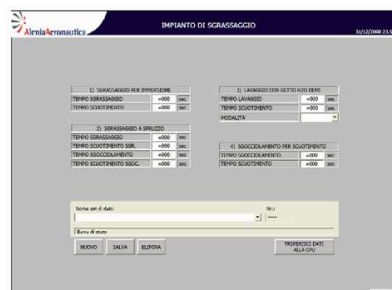 AleniaAeronautica
IMPIANTO DI SGRASSAGGIO
31/12/2000 23.5
1) SGRASSAGGIO PER IMMERSIONE
TEMPO SGRASSAGGIO +000 sec
TEMPO SCUOTIMENTO +000 sec
2) SGRASSAGGIO A SPRUZZO
TEMPO SGRASSAGGIO +000 sec
TEMPO SCUOTIMENTO SGR. +000 sec
TEMPO SGOCCIOLAMENTO +000 sec
TEMPO SCUOTIMENTO SGOC. +000 sec
3) LAVAGGIO CON GETTO H2O DEMI
TEMPO LAVAGGIO +000 sec
TEMPO SCUOTIMENTO +000 sec
MODALITA'
4) SGOCCIOLAMENTO PER SCUOTIMENTO
TEMPO SGOCCIOLAMENTO +000 sec
TEMPO SCUOTIMENTO +000 sec
Nome set di dati: No.:
Barra di stato
NUOVO SALVA ELIMINA
TRSFERISCI DATI
ALLA CPU